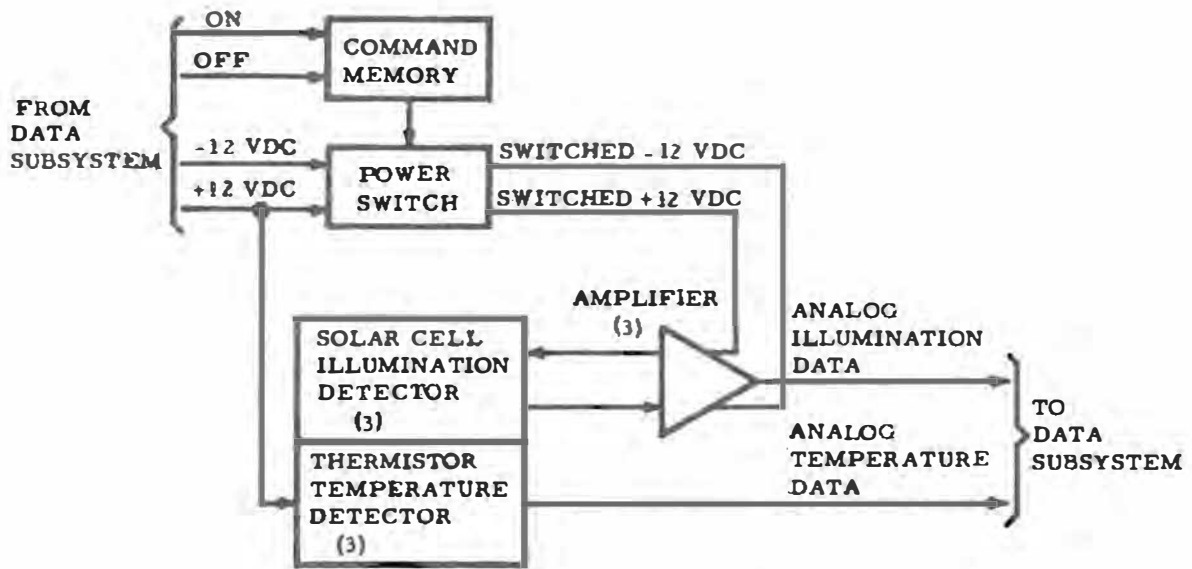 ON
OFF
COMMAND
MEMORY
FROM
DATA
SUBSYSTEM
-12 VDC
+12 VDC
POWER
SWITCH
SWITCHED -12 VDC
SWITCHED +12 VDC
AMPLIFIER
(3)
SOLAR CELL
ILLUMINATION
DETECTOR
(3)
THERMISTOR
TEMPERATURE
DETECTOR
(3)
ANALOG
ILLUMINATION
DATA
ANALOG
TEMPERATURE
DATA
TO
DATA
SUBSYSTEM